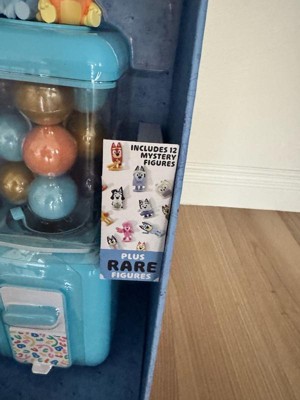 INCLUDES 12
MYSTERY
FIGURES
PLUS
RARE
FIGURES